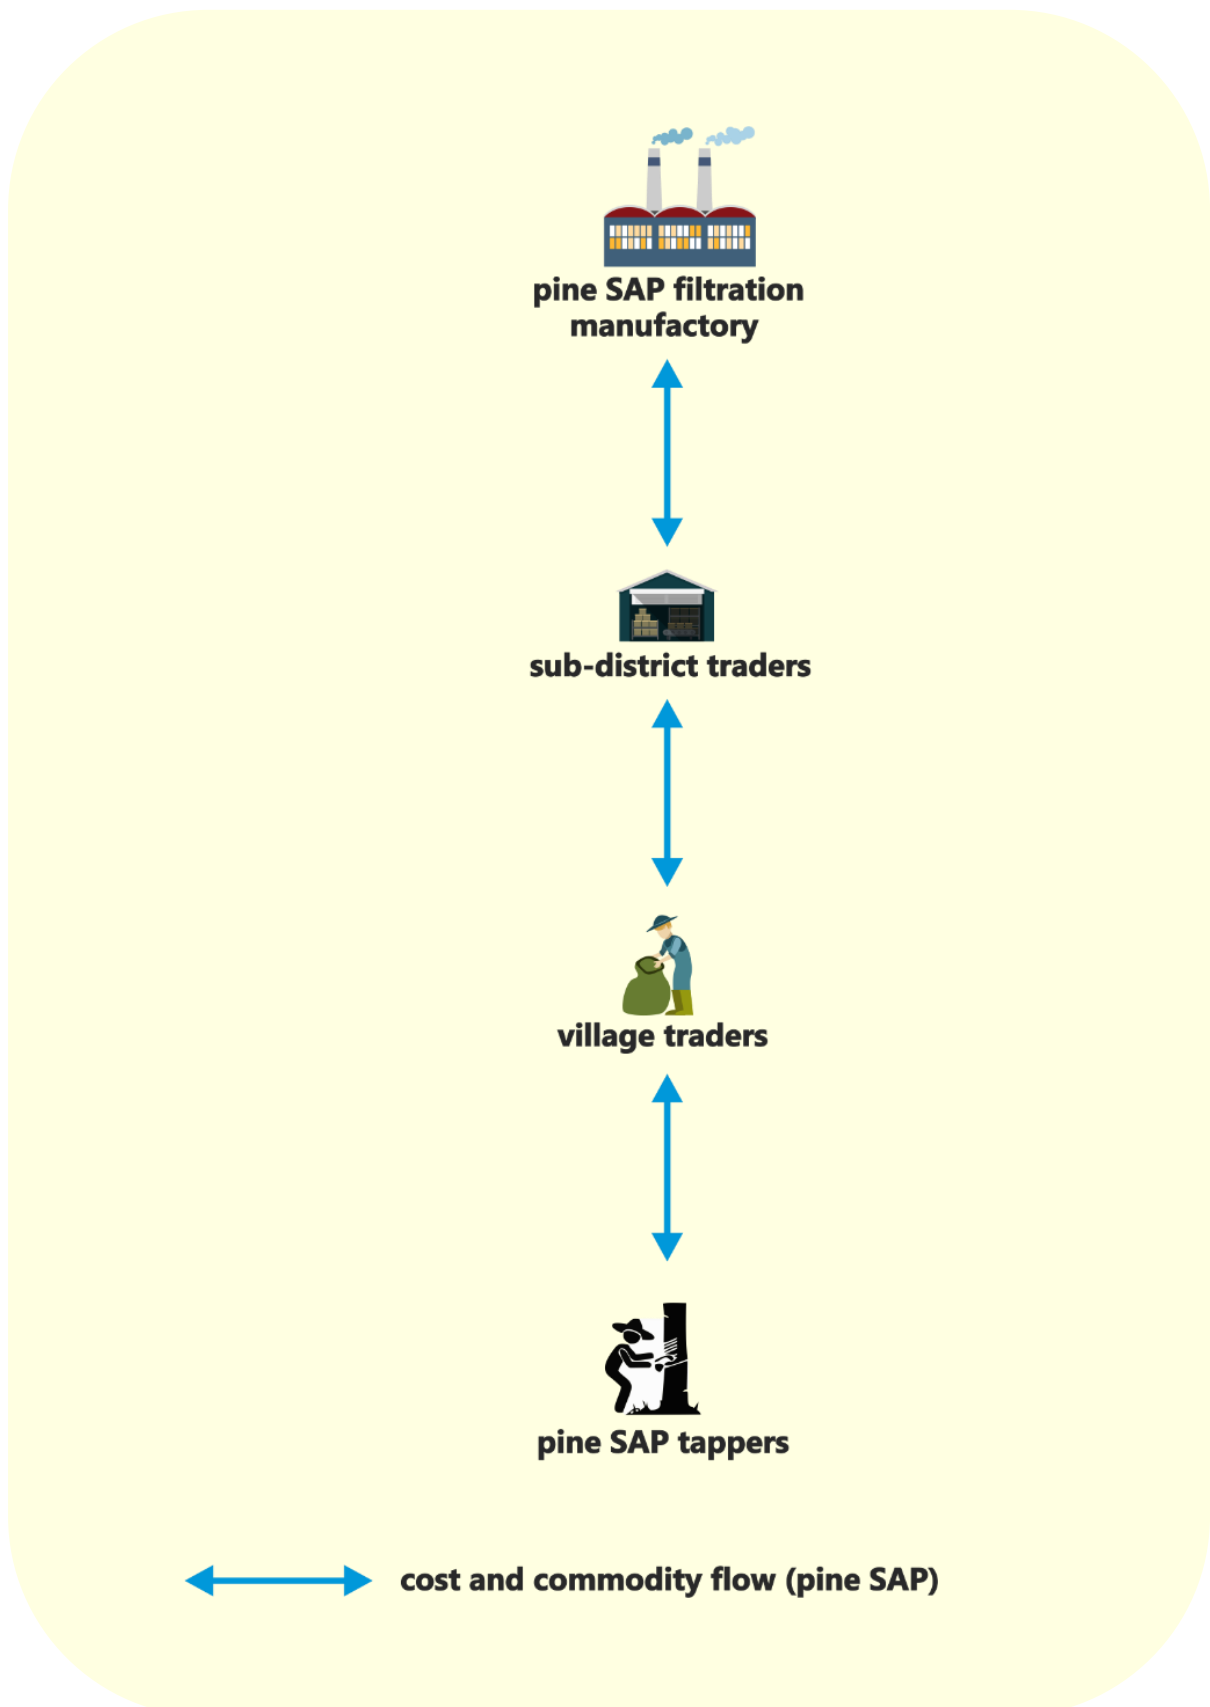 pine SAP filtration
manufactory
sub-district traders
village traders
pine SAP tappers
cost and commodity flow (pine SAP)